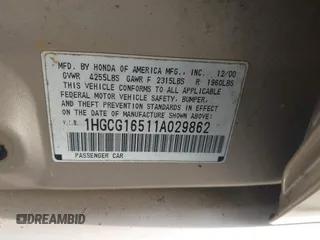 MFD. BY HONDA OF AMERICA MFG., INC. 12/00
GVWR 4255LBS GAWR F 2315LBS R 1960LBS
THIS VEHICLE CONFORMS TO ALL APPLICABLE
FEDERAL MOTOR VEHICLE SAFETY, BUMPER,
AND THEFT PREVENTION STANDARDS IN EFFECT
ON THE DATE OF MANUFACTURE SHOWN ABOVE.
1HGCG16511A029862
PASSENGER CAR
DREAMBID